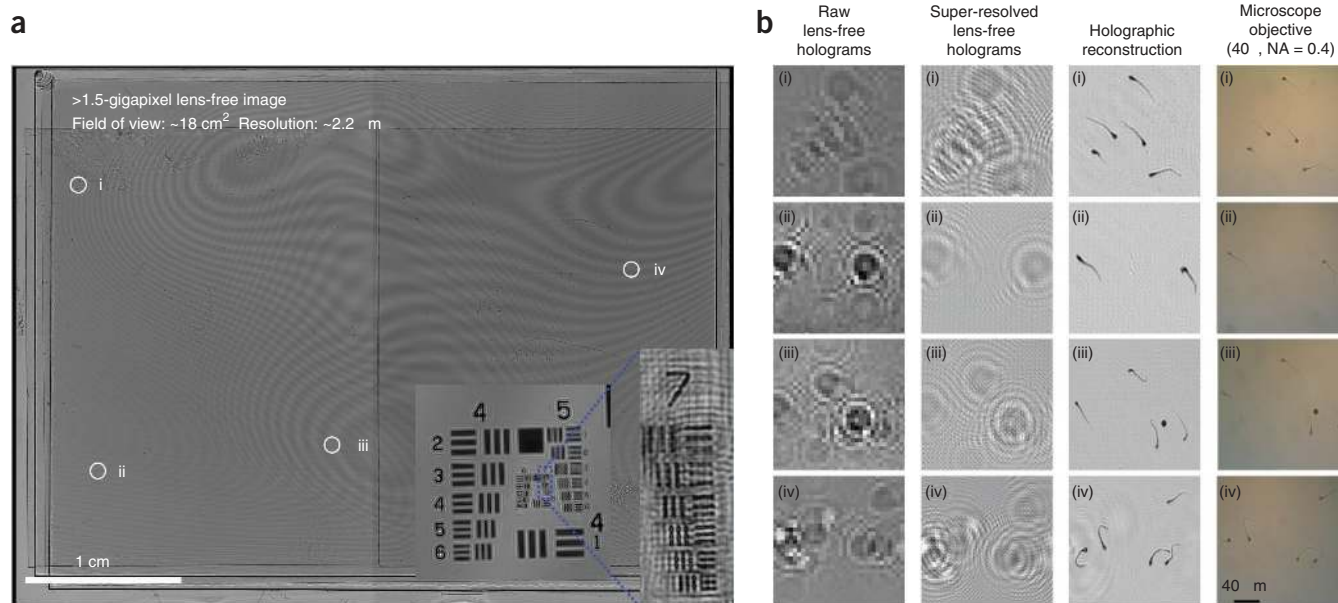 a
>1.5-gigapixel lens-free image
Field of view: ~18 cm2 Resolution: ~2.2 m
i
ii
iii
iv
1 cm
4
5
2
3
4
5
6
4
1
7
b
Raw
lens-free
holograms
Super-resolved
lens-free
holograms
Holographic
reconstruction
Microscope
objective
(40 , NA = 0.4)
(i)
(i)
(i)
(i)
(ii)
(ii)
(ii)
(ii)
(iii)
(iii)
(iii)
(iii)
(iv)
(iv)
(iv)
(iv)
40 m